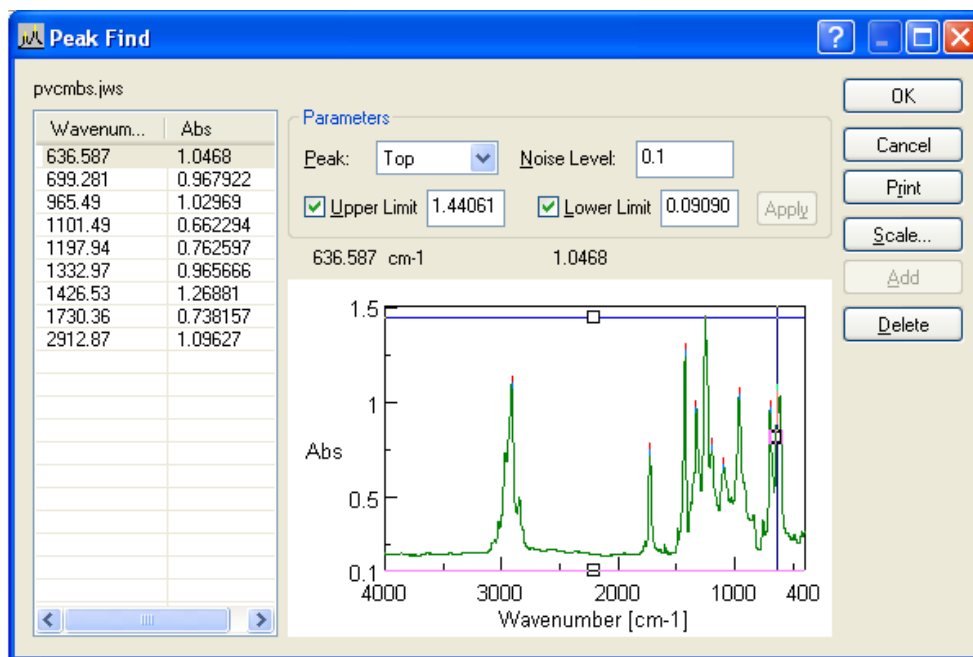 Peak Find
pvcmbs.jws
Wavenum... Abs
636.587 1.0468
699.281 0.967922
965.49 1.02969
1101.49 0.662294
1197.94 0.762597
1332.97 0.965666
1426.53 1.26881
1730.36 0.738157
2912.87 1.09627
Parameters
Peak: Top Noise Level: 0.1
Upper Limit 1.44061 Lower Limit 0.09090 Apply
636.587 cm-1 1.0468
1.5
1
Abs
0.5
0.1
4000 3000 2000 1000 400
Wavenumber [cm-1]
OK
Cancel
Print
Scale...
Add
Delete